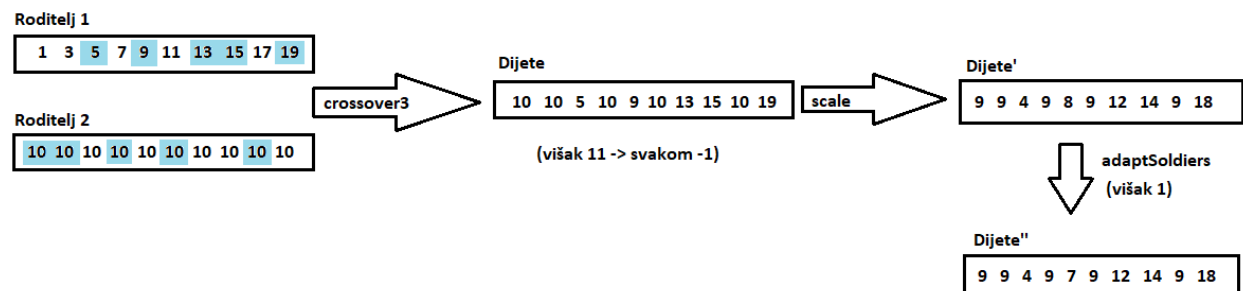 Roditelj 1
1 3 5 7 9 11 13 15 17 19
Roditelj 2
10 10 10 10 10 10 10 10 10 10
crossover3
Dijete
10 10 5 10 9 10 13 15 10 19
(višak 11 -> svakom -1)
scale
Dijete'
9 9 4 9 8 9 12 14 9 18
adaptSoldiers
(višak 1)
Dijete"
9 9 4 9 7 9 12 14 9 18